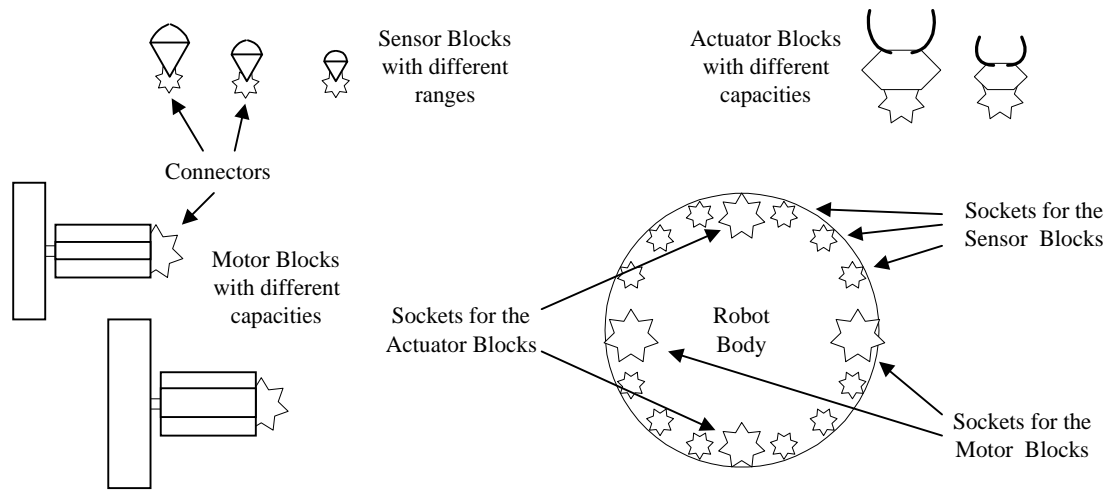 Sensor Blocks
with different
ranges
Actuator Blocks
with different
capacities
Connectors
Motor Blocks
with different
capacities
Sockets for the
Sensor Blocks
Sockets for the
Actuator Blocks
Robot
Body
Sockets for the
Motor Blocks